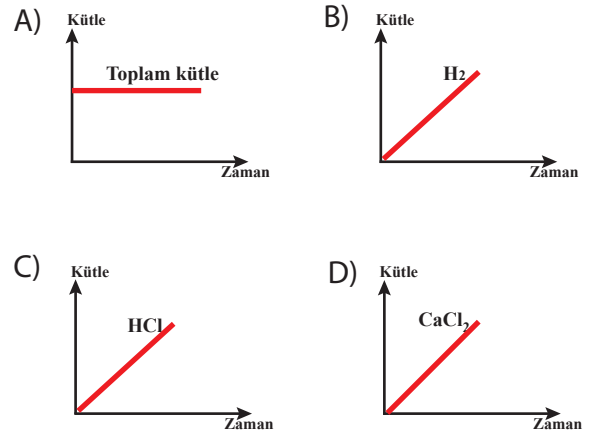 A)
Kütle
Toplam kütle
Zaman
B)
Kütle
H2
Zaman
C)
Kütle
HCl
Zaman
D)
Kütle
CaCl2
Zaman